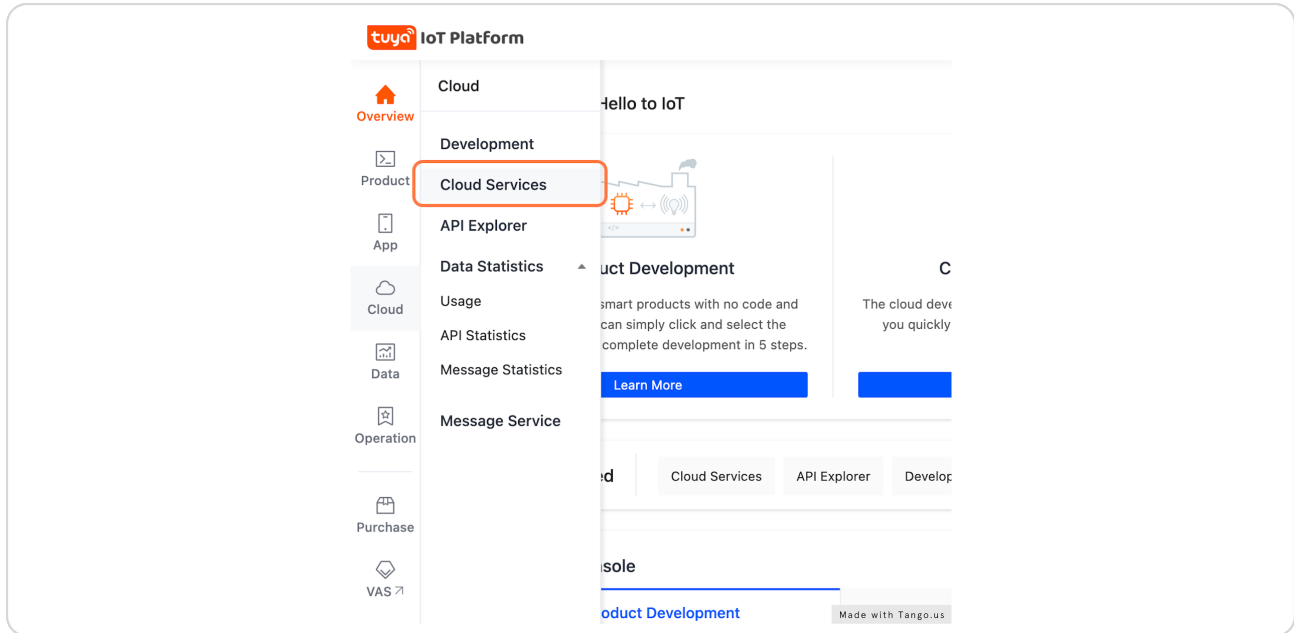 tuya IoT Platform
Overview
Product
App
Cloud
Data
Operation
Purchase
VAS
Cloud
Development
Cloud Services
API Explorer
Data Statistics
Usage
API Statistics
Message Statistics
Message Service
Hello to IoT
uct Development
smart products with no code and
can simply click and select the
complete development in 5 steps.
Learn More
C
The cloud deve
you quickly
ed
Cloud Services
API Explorer
Develop
sole
oduct Development
Made with Tango.us